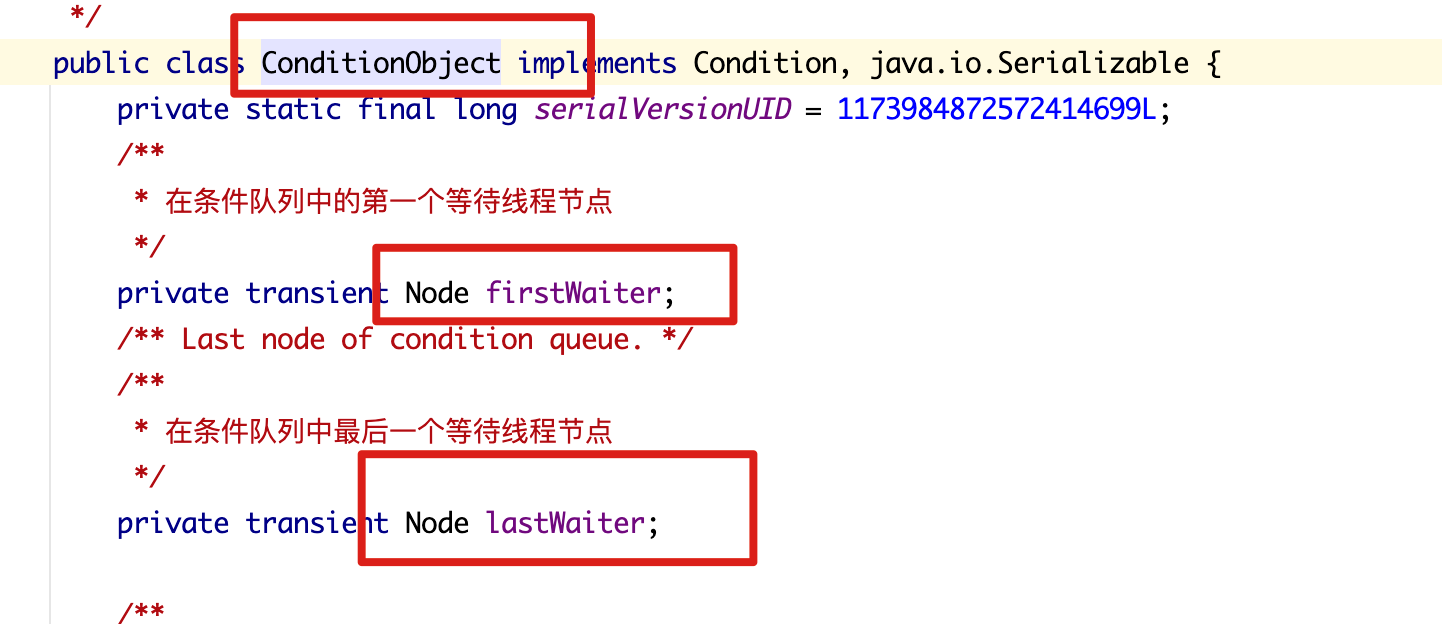 */
public class ConditionObject implements Condition, java.io.Serializable {
private static final long serialVersionUID = 1173984872572414699L;
/**
* 在条件队列中的第一个等待线程节点
*/
private transient Node firstWaiter;
/** Last node of condition queue. */
/**
* 在条件队列中最后一个等待线程节点
*/
private transient Node lastWaiter;
/**